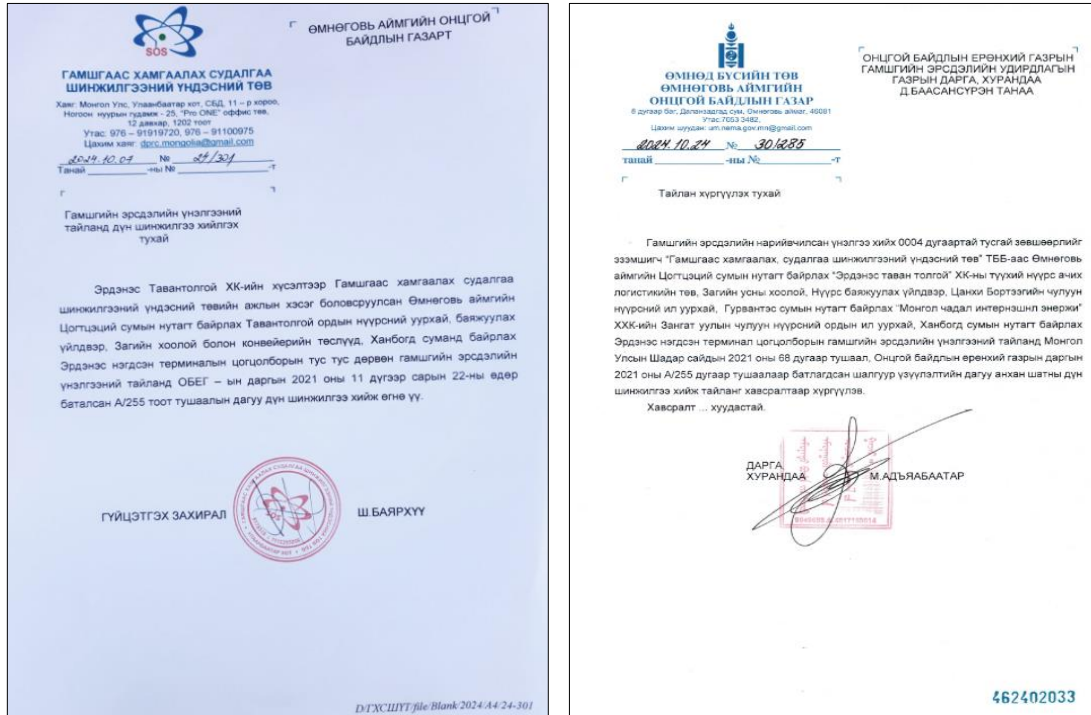 SOS
ГАМШГААС ХАМГААЛАХ СУДАЛГАА
ШИНЖИЛГЭЭНИЙ ҮНДЭСНИЙ ТӨВ
Хаяг: Монгол Улс, Улаанбаатар хот, СБД, 11 – р хороо,
Ногоон нуурын гудамж - 25, "Pro ONE" оффис төв,
12 давхар, 1202 тоот
Утас: 976 – 91919720, 976 – 91100975
Цахим хаяг: dprc.mongolia@gmail.com
2024.10.07 № 24/301
Танай -ны № -т
ӨМНӨГОВЬ АЙМГИЙН ОНЦГОЙ
БАЙДЛЫН ГАЗАРТ
Гамшгийн эрсдэлийн үнэлгээний
тайланд дүн шинжилгээ хийлгэх
тухай
Эрдэнэс Тавантолгой ХК-ийн хүсэлтээр Гамшгаас хамгаалах судалгаа
шинжилгээний үндэсний төвийн ажлын хэсэг боловсруулсан Өмнөговь аймгийн
Цогтцэций сумын нутагт байрлах Тавантолгой ордын нүүрсний уурхай, баяжуулах
үйлдвэр, Загийн хоолой болон конвейерийн төслүүд, Ханбогд суманд байрлах
Эрдэнэс нэгдсэн терминалын цогцолборын тус тус дөрвөн гамшгийн эрсдэлийн
үнэлгээний тайланд ОБЕГ – ын даргын 2021 оны 11 дүгээр сарын 22-ны өдөр
баталсан А/255 тоот тушаалын дагуу дүн шинжилгээ хийж өгнө үү.
ГҮЙЦЭТГЭХ ЗАХИРАЛ Ш.БАЯРХҮҮ
D/ГХСШҮТ/file/Blank/2024/A4/24-301
ӨМНӨД БҮСИЙН ТӨВ
ӨМНӨГОВЬ АЙМГИЙН
ОНЦГОЙ БАЙДЛЫН ГАЗАР
6 дугаар баг, Даланзадгад сум, Өмнөговь аймаг, 46081
Утас:7053 3482,
Цахим шуудан: um.nema.gov.mn@gmail.com
2024.10.24 № 30/285
танай -ны № -т
ОНЦГОЙ БАЙДЛЫН ЕРӨНХИЙ ГАЗРЫН
ГАМШГИЙН ЭРСДЭЛИЙН УДИРДЛАГЫН
ГАЗРЫН ДАРГА, ХУРАНДАА
Д.БААСАНСҮРЭН ТАНАА
Тайлан хүргүүлэх тухай
Гамшгийн эрсдэлийн нарийвчилсан үнэлгээ хийх 0004 дугаартай тусгай зөвшөөрлийг
эзэмшигч "Гамшгаас хамгаалах, судалгаа шинжилгээний үндэсний төв" ТББ-аас Өмнөговь
аймгийн Цогтцэций сумын нутагт байрлах "Эрдэнэс таван толгой" ХК-ны түүхий нүүрс ачих
логистикийн төв, Загийн усны хоолой, Нүүрс баяжуулах үйлдвэр, Цанхи Бортээгийн чулуун
нүүрсний ил уурхай, Гурвантэс сумын нутагт байрлах "Монгол чадал интернэшнл энержи"
ХХК-ийн Зангат уулын чулуун нүүрсний ордын ил уурхай, Ханбогд сумын нутагт байрлах
Эрдэнэс нэгдсэн терминал цогцолборын гамшгийн эрсдэлийн үнэлгээний тайланд Монгол
Улсын Шадар сайдын 2021 оны 68 дугаар тушаал, Онцгой байдлын ерөнхий газрын даргын
2021 оны А/255 дугаар тушаалаар батлагдсан шалгуур үзүүлэлтийн дагуу анхан шатны дүн
шинжилгээ хийж тайланг хавсралтаар хүргүүлэв.
Хавсралт ... хуудастай.
ДАРГА,
ХУРАНДАА М.АДЪЯАБААТАР
462402033